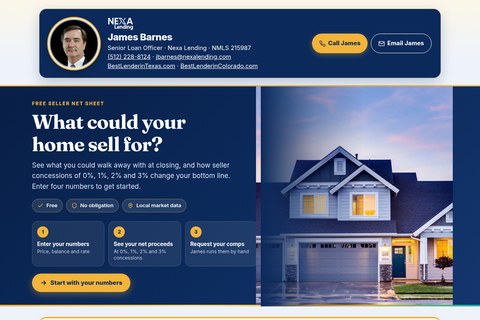 NEXA
Lending
James Barnes
Senior Loan Officer · Nexa Lending · NMLS 215987
(512) 228-8124 · jbarnes@nexalending.com
BestLenderinTexas.com · BestLenderinColorado.com
Call James
Email James
FREE SELLER NET SHEET
What could your
home sell for?
See what you could walk away with at closing, and how seller
concessions of 0%, 1%, 2% and 3% change your bottom line.
Enter four numbers to get started.
Free
No obligation
Local market data
1
Enter your numbers
Price, balance and rate
2
See your net proceeds
At 0%, 1%, 2% and 3%
concessions
3
Request your comps
James runs them by hand
→ Start with your numbers